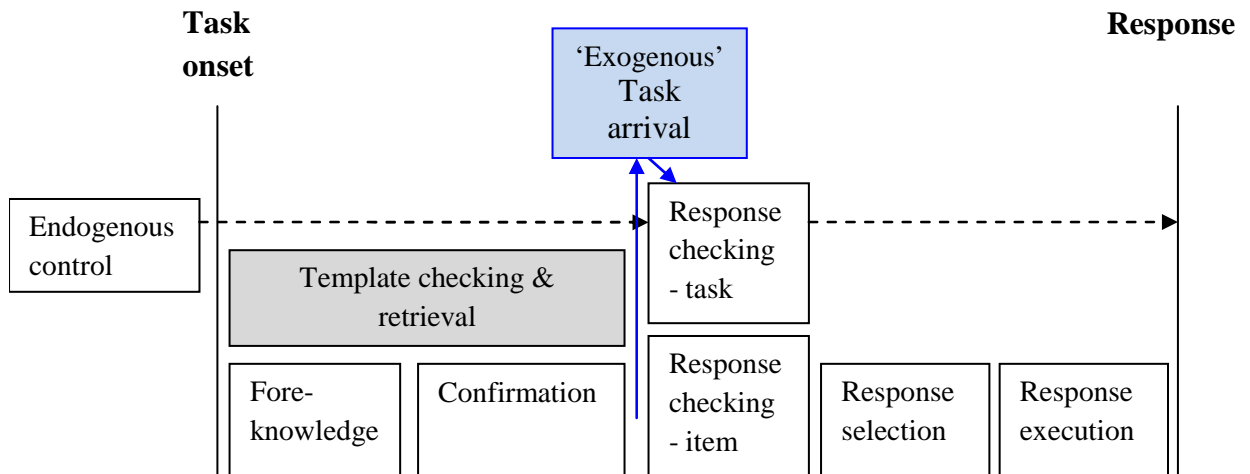 Task
onset
‘Exogenous’
Task
arrival
Response
Endogenous
control
Template checking &
retrieval
Response
checking
- task
Fore-
knowledge
Confirmation
Response
checking
- item
Response
selection
Response
execution